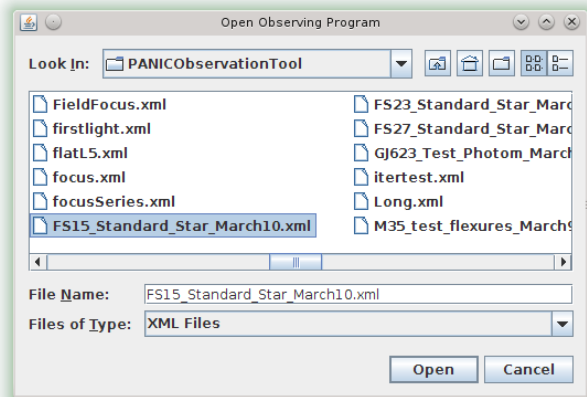 Open Observing Program
Look In: PANICObservationTool
FieldFocus.xml
firstlight.xml
flatL5.xml
focus.xml
focusSeries.xml
FS15_Standard_Star_March10.xml
FS23_Standard_Star_Marc
FS27_Standard_Star_Marc
GJ623_Test_Photom_March
itertest.xml
Long.xml
M35_test_flexures_March9
File Name: FS15_Standard_Star_March10.xml
Files of Type: XML Files
Open Cancel